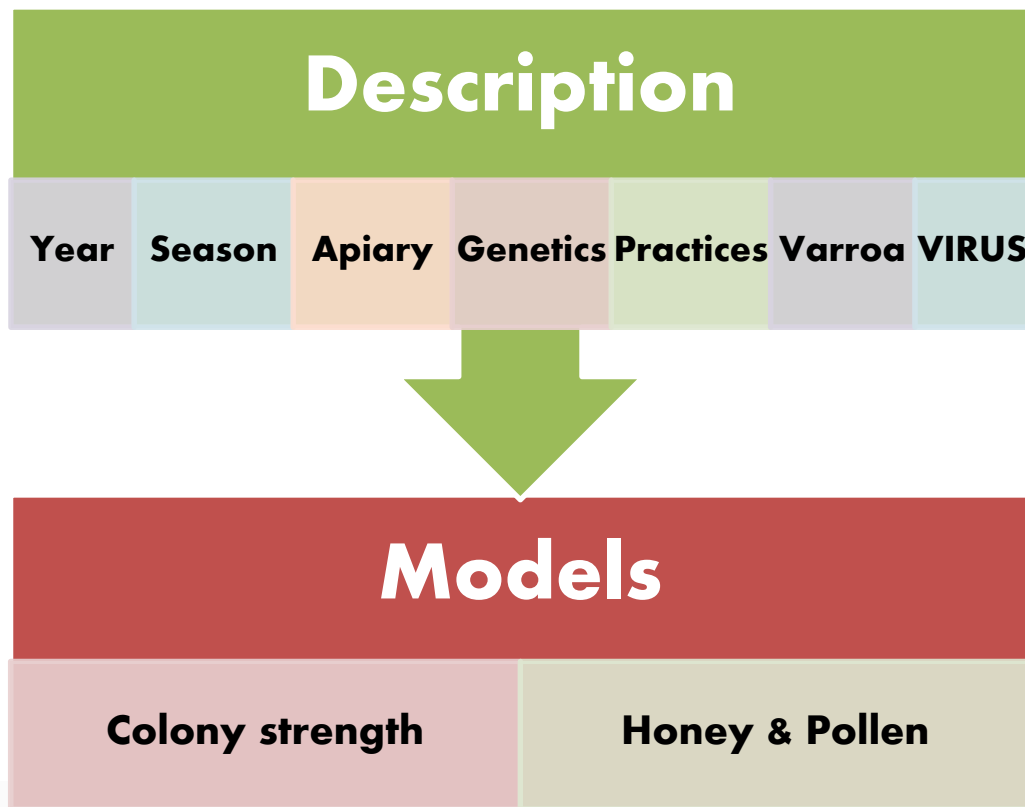 Description
Year Season Apiary Genetics Practices Varroa VIRUS
Models
Colony strength Honey & Pollen